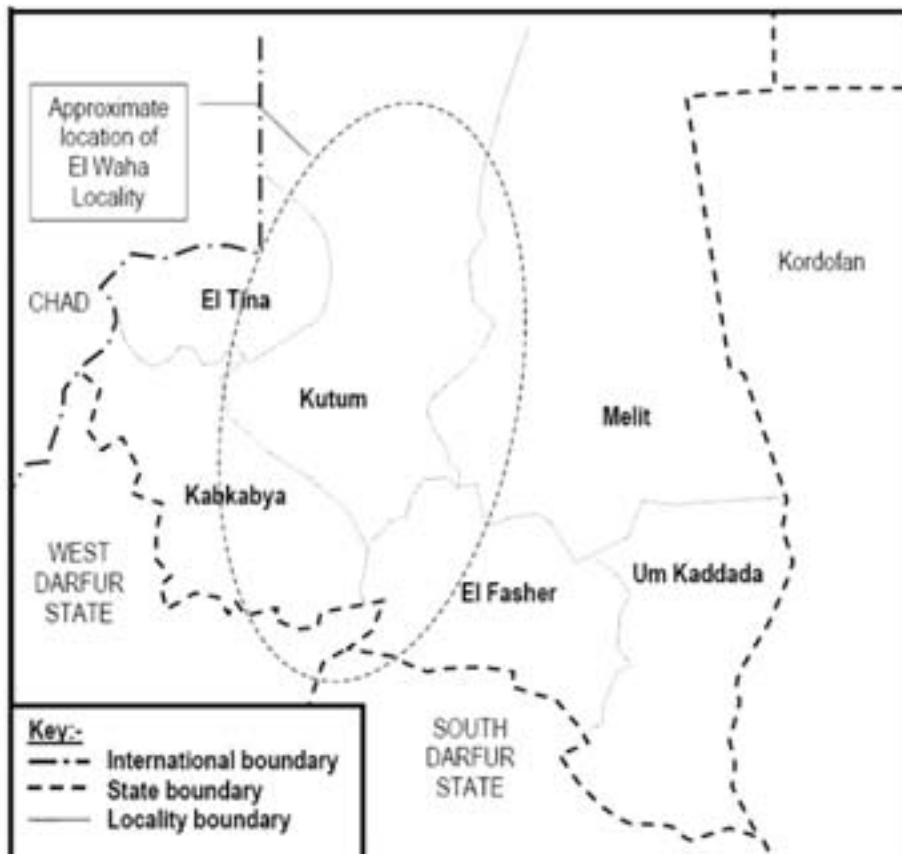 Approximate
location of
El Waha
Locality
Kordofan
CHAD
El Tina
Kutum
Melit
Kabkabya
WEST
DARFUR
STATE
El Fasher
Um Kaddada
SOUTH
DARFUR
STATE
Key:-
International boundary
State boundary
Locality boundary